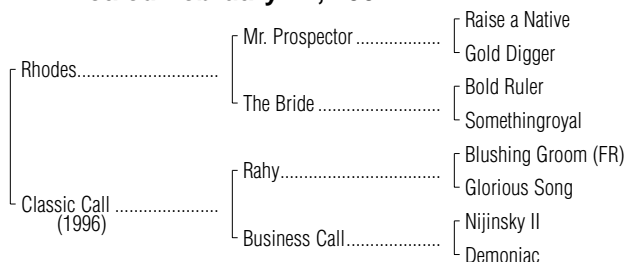 Raise a Native
Mr. Prospector ....................
Gold Digger
Rhodes.................................
Bold Ruler
The Bride .............................
Somethingroyal
Blushing Groom (FR)
Rahy......................................
Glorious Song
Classic Call ........................
(1996)
Nijinsky II
Business Call......................
Demoniac